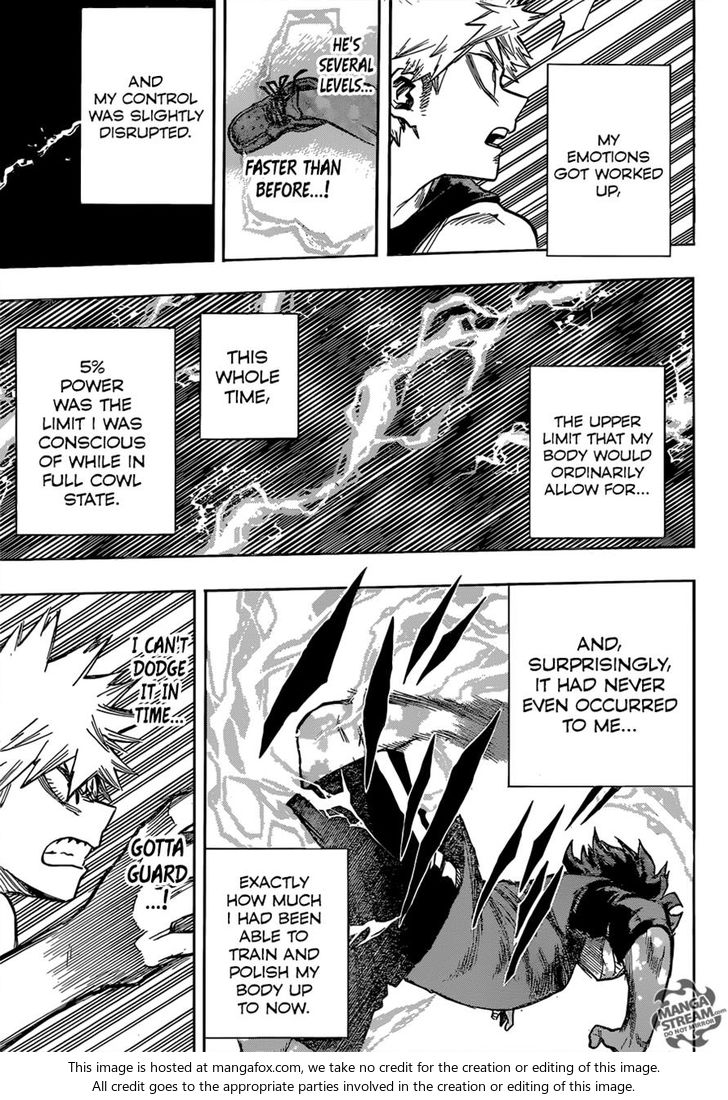 MY
EMOTIONS
GOT WORKED
UP,
HE'S
SEVERAL
LEVELS...
FASTER THAN
BEFORE...!
AND
MY CONTROL
WAS SLIGHTLY
DISRUPTED.
THE UPPER
LIMIT THAT MY
BODY WOULD
ORDINARILY
ALLOW FOR...
THIS
WHOLE
TIME,
5%
POWER
WAS THE
LIMIT I WAS
CONSCIOUS
OF WHILE IN
FULL COWL
STATE.
AND,
SURPRISINGLY,
IT HAD NEVER
EVEN OCCURRED
TO ME...
EXACTLY
HOW MUCH
I HAD BEEN
ABLE TO
TRAIN AND
POLISH MY
BODY UP
TO NOW.
I CAN'T
DODGE
IT IN
TIME...
GOTTA
GUARD
...!
MANGA
STREAM.COM
DO NOT MIRROR
This image is hosted at mangafox.com, we take no credit for the creation or editing of this image.
All credit goes to the appropriate parties involved in the creation or editing of this image.